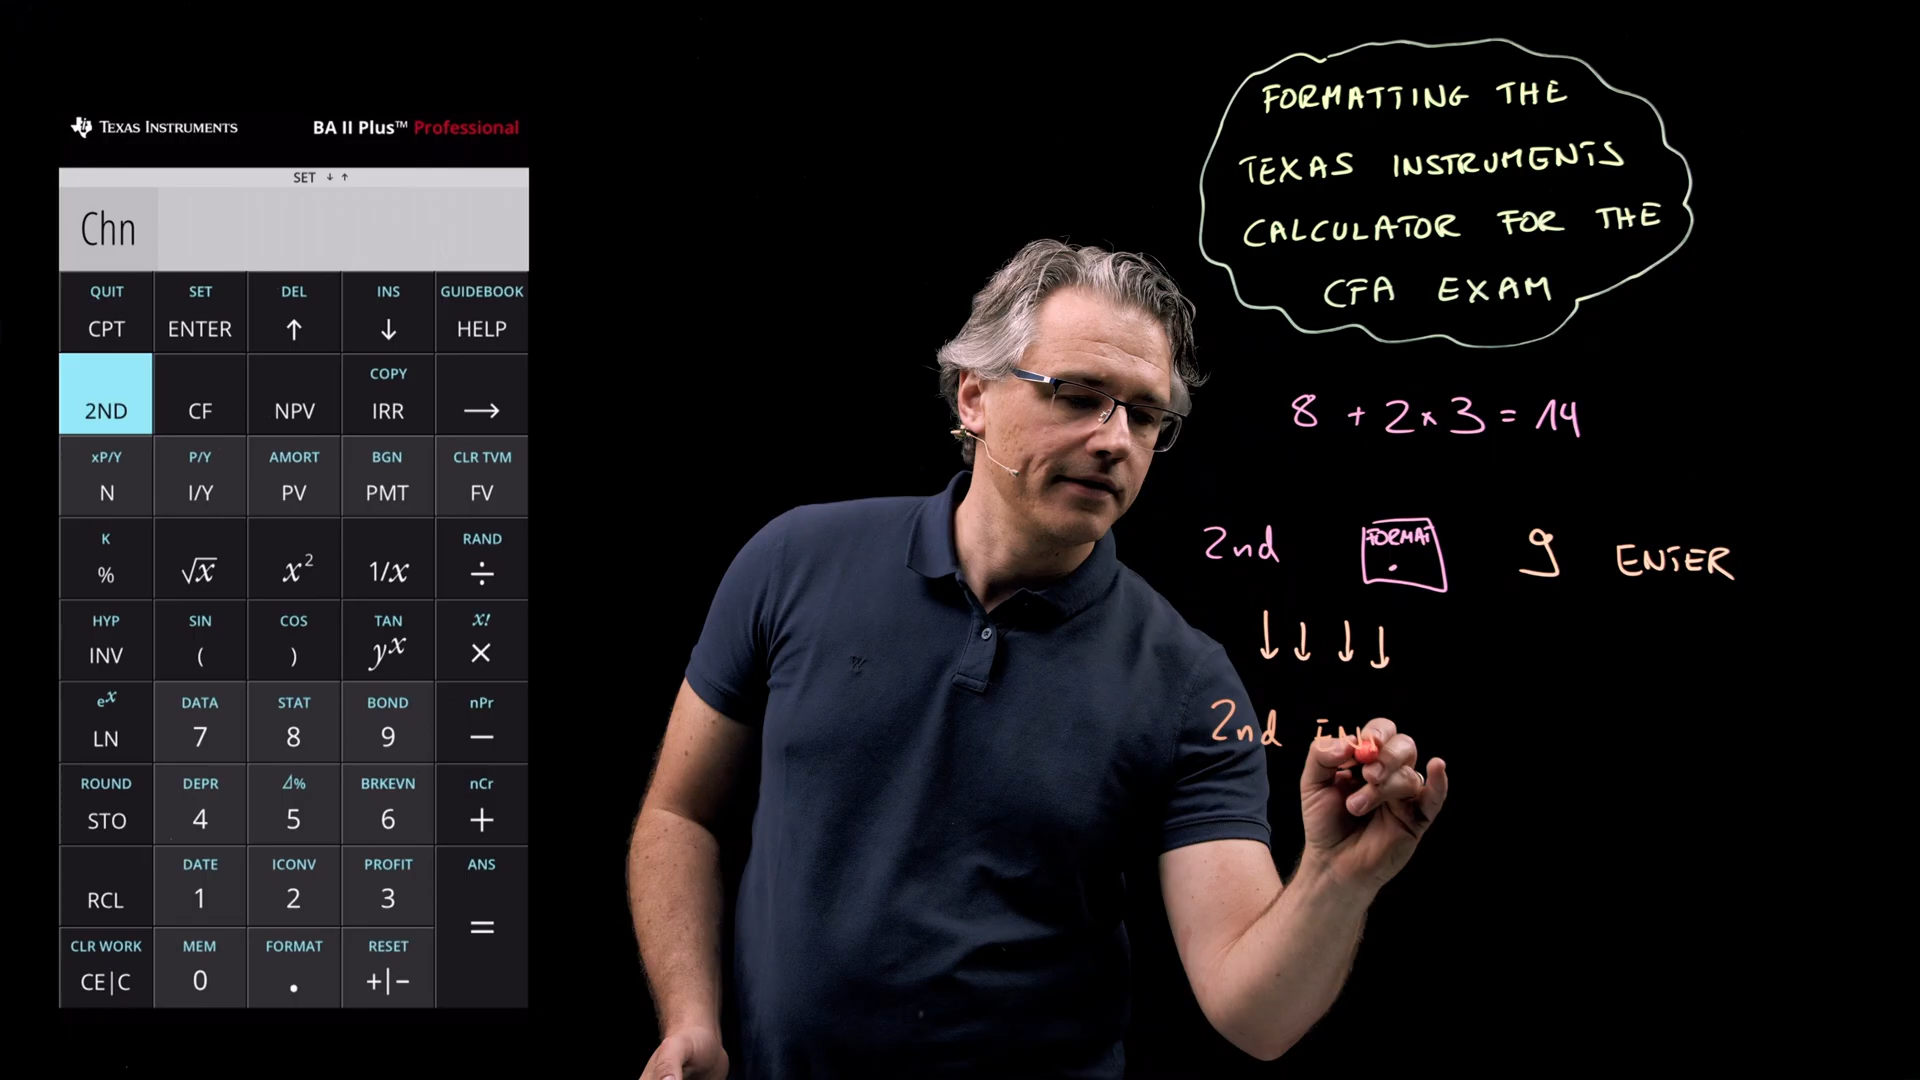 TEXAS INSTRUMENTS BA II Plus™ Professional
SET ↓ ↑
Chn
QUIT SET DEL INS GUIDEBOOK
CPT ENTER ↑ ↓ HELP
COPY
2ND CF NPV IRR →
xP/Y P/Y AMORT BGN CLR TVM
N I/Y PV PMT FV
K RAND
% √x x² 1/x ÷
HYP SIN COS TAN x!
INV ( ) yˣ ×
eˣ DATA STAT BOND nPr
LN 7 8 9 −
ROUND DEPR Δ% BRKEVN nCr
STO 4 5 6 +
DATE ICONV PROFIT ANS
RCL 1 2 3 =
CLR WORK MEM FORMAT RESET
CE|C 0 . +|−
FORMATTING THE
TEXAS INSTRUMENTS
CALCULATOR FOR THE
CFA EXAM
8 + 2 × 3 = 14
2nd FORMAT . 9 ENTER
↓ ↓ ↓ ↓
2nd EN